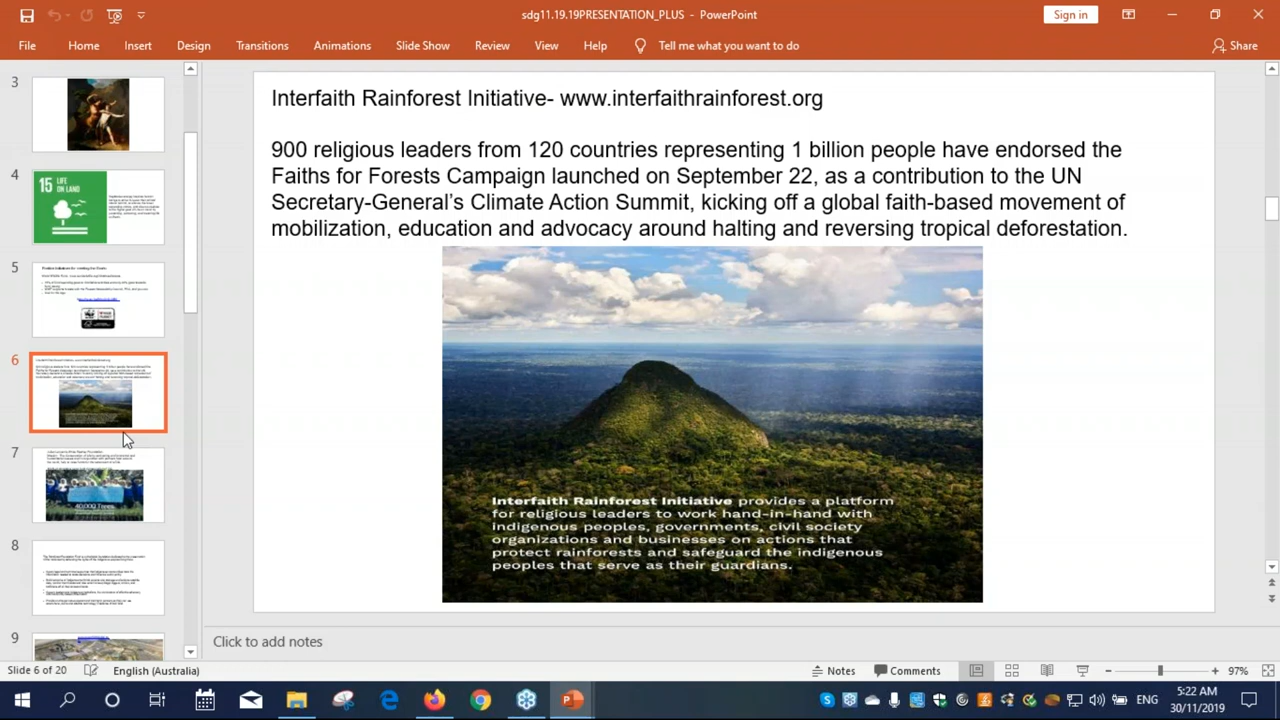 sdg11.19.19PRESENTATION_PLUS - PowerPoint
Sign in
File Home Insert Design Transitions Animations Slide Show Review View Help Tell me what you want to do Share
3
4
15 LIFE ON LAND
5
6
7
40,000 Trees
8
9
Interfaith Rainforest Initiative- www.interfaithrainforest.org
900 religious leaders from 120 countries representing 1 billion people have endorsed the
Faiths for Forests Campaign launched on September 22, as a contribution to the UN
Secretary-General's Climate Action Summit, kicking off a global faith-based movement of
mobilization, education and advocacy around halting and reversing tropical deforestation.
Interfaith Rainforest Initiative provides a platform
for religious leaders to work hand-in-hand with
indigenous peoples, governments, civil society
organizations and businesses on actions that
protect rainforests and safeguard the indigenous
peoples that serve as their guardians.
Click to add notes
Slide 6 of 20 English (Australia) Notes Comments 97%
ENG
5:22 AM
30/11/2019